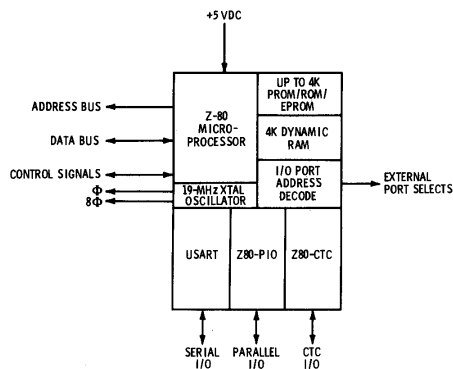 +5 VDC
UP TO 4K
PROM/ROM/
EPROM
ADDRESS BUS
Z-80
MICRO-
PROCESSOR
DATA BUS
4K DYNAMIC
RAM
CONTROL SIGNALS
I/O PORT
ADDRESS
DECODE
EXTERNAL
PORT SELECTS
Φ
8Φ
19-MHz XTAL
OSCILLATOR
USART
Z80-PIO
Z80-CTC
SERIAL
I/O
PARALLEL
I/O
CTC
I/O